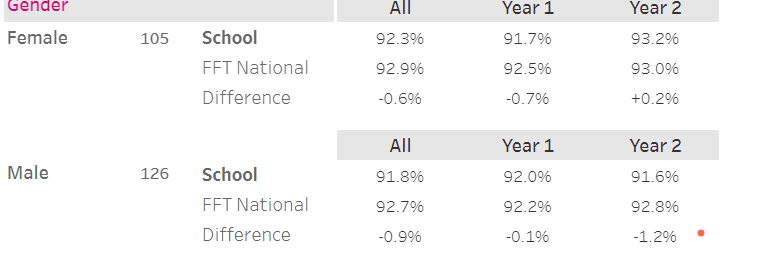 Gender All Year 1 Year 2
Female 105 School 92.3% 91.7% 93.2%
FFT National 92.9% 92.5% 93.0%
Difference -0.6% -0.7% +0.2%
All Year 1 Year 2
Male 126 School 91.8% 92.0% 91.6%
FFT National 92.7% 92.2% 92.8%
Difference -0.9% -0.1% -1.2%